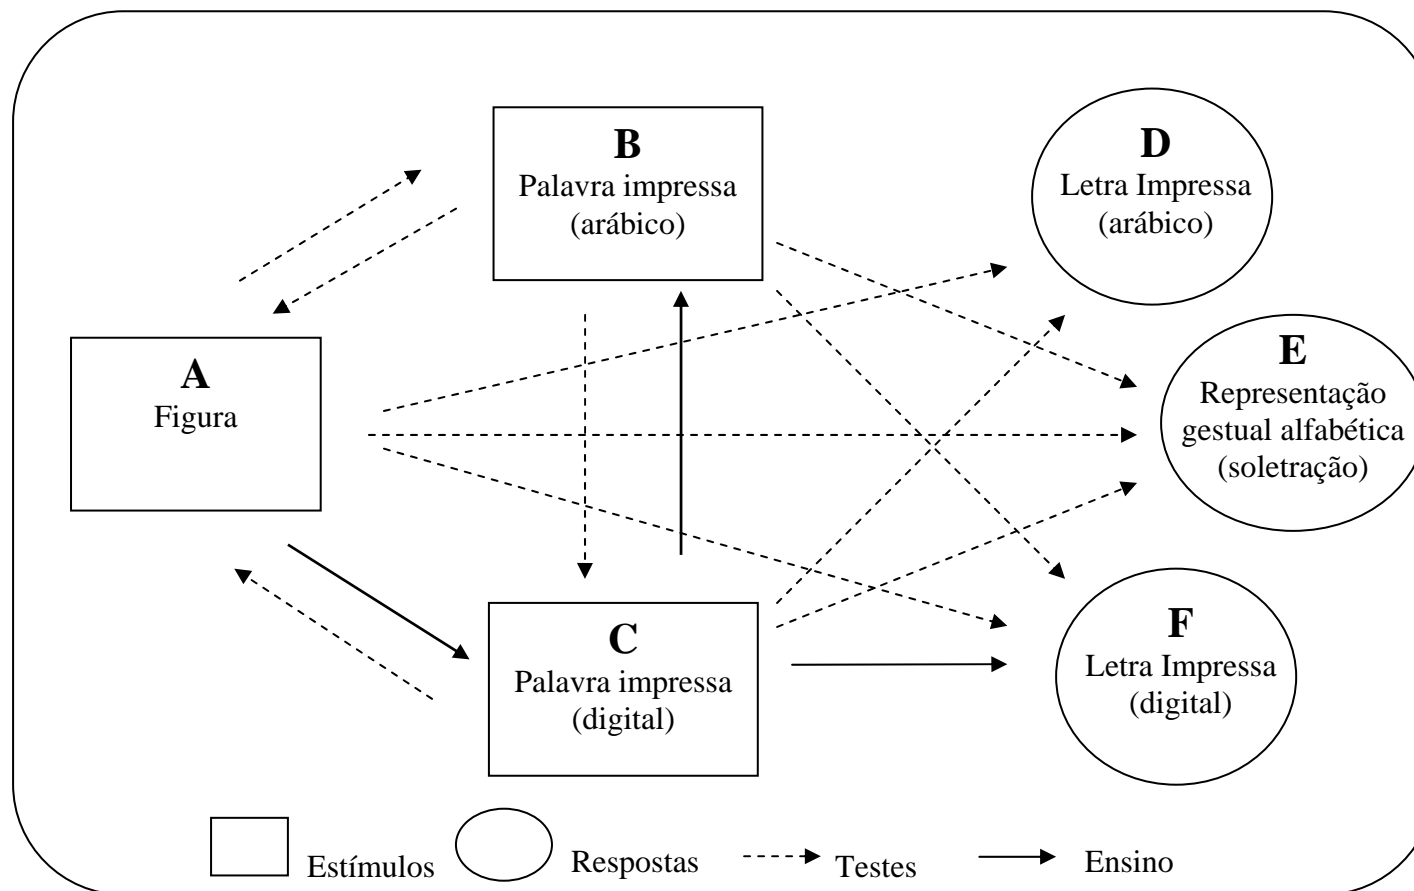 B
Palavra impressa
(arábico)
D
Letra Impressa
(arábico)
A
Figura
E
Representação
gestual alfabética
(soletração)
C
Palavra impressa
(digital)
F
Letra Impressa
(digital)
Estímulos Respostas Testes Ensino